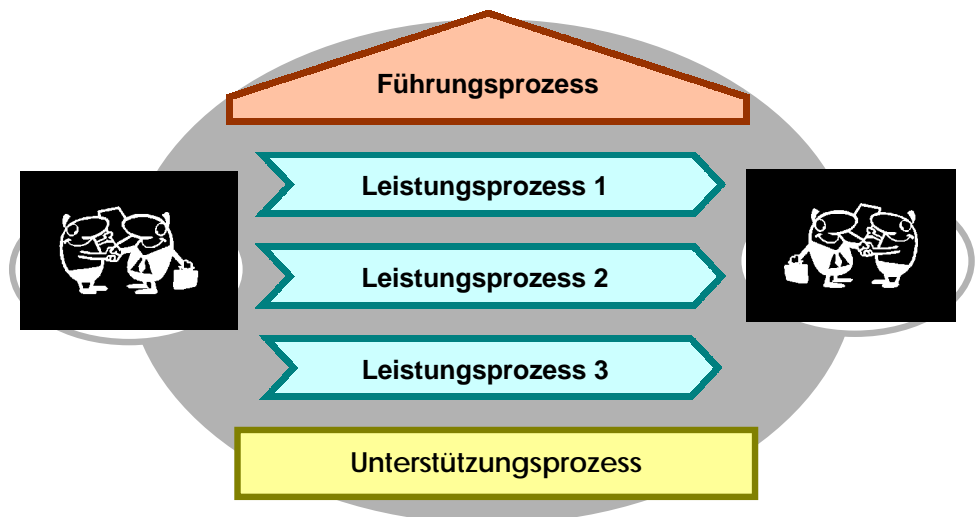 Führungsprozess
Leistungsprozess 1
Leistungsprozess 2
Leistungsprozess 3
Unterstützungsprozess